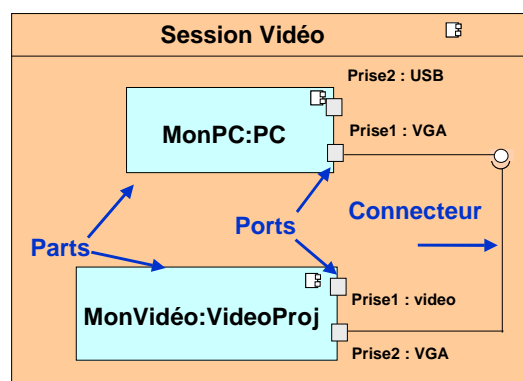 Session Vidéo
Prise2 : USB
MonPC:PC
Prise1 : VGA
Ports
Connecteur
Parts
Prise1 : video
MonVidéo:VideoProj
Prise2 : VGA